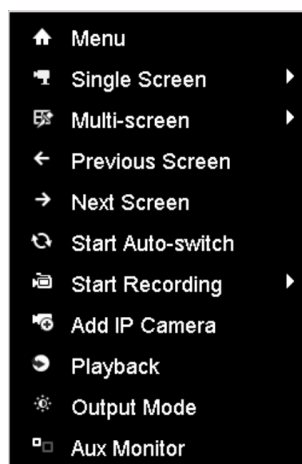 Menu
Single Screen
Multi-screen
Previous Screen
Next Screen
Start Auto-switch
Start Recording
Add IP Camera
Playback
Output Mode
Aux Monitor